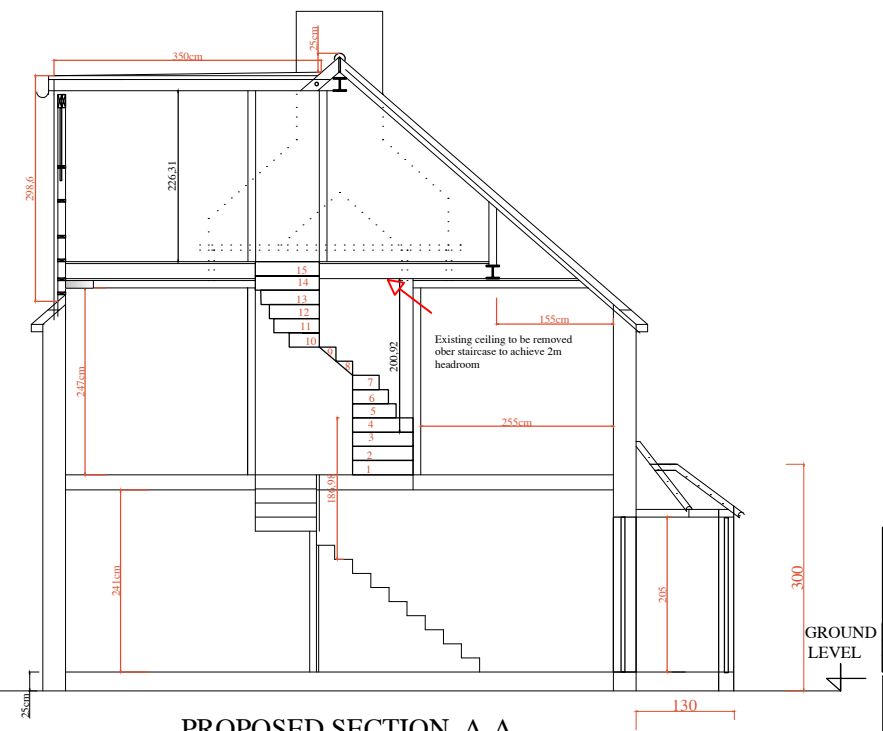 25cm
350cm
298,6
226,31
15
14
13
12
11
10
9
8
7
6
5
4
3
2
1
200,92
155cm
Existing ceiling to be removed
ober staircase to achieve 2m
headroom
247cm
255cm
186,98
241cm
205
300
GROUND
LEVEL
25cm
130
PROPOSED SECTION A-A